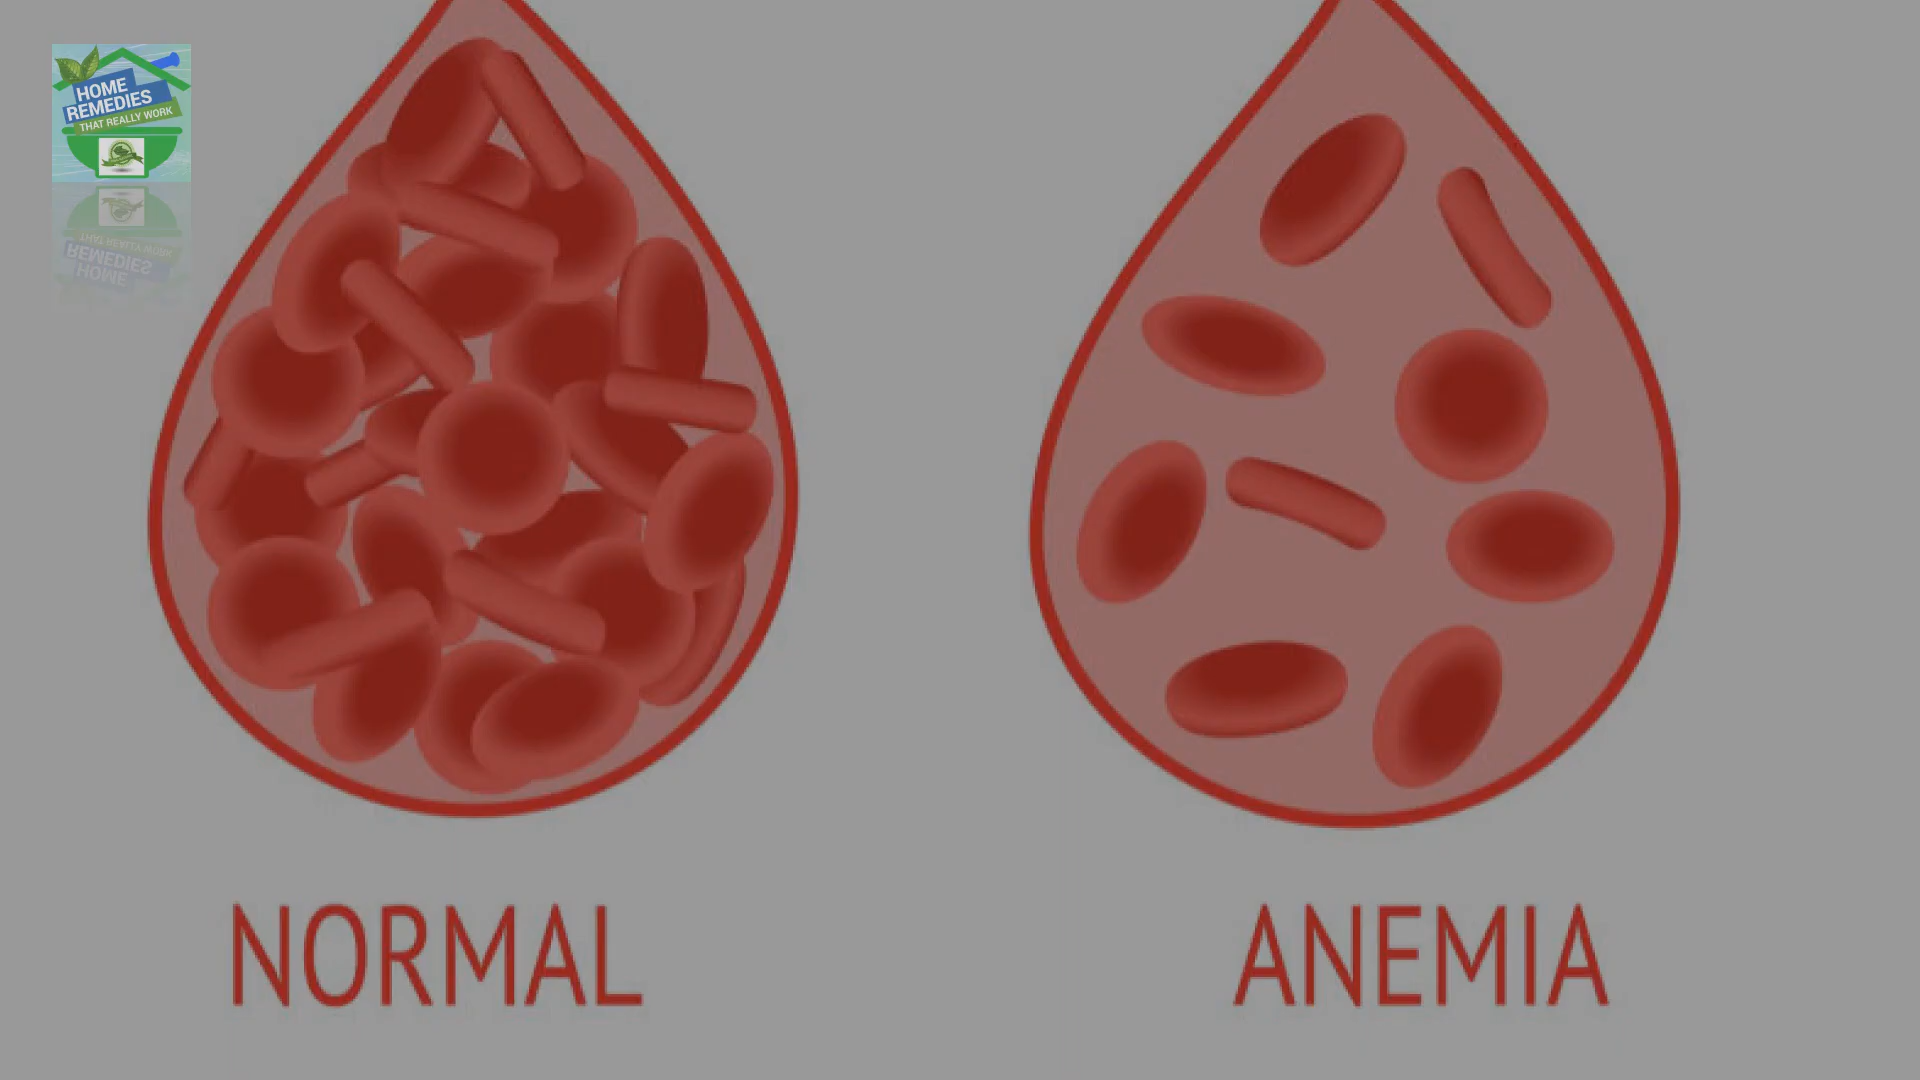 HOME
REMEDIES
THAT REALLY WORK
NORMAL
ANEMIA